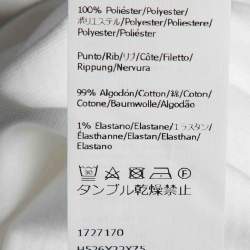 100% Poliéster/Polyester/
ポリエステル/Polyester/Poliestere/
Polyester/Poliéster
Punto/Rib/リブ/Côte/Filetto/
Rippung/Nervura
99% Algodón/Cotton/綿/Coton/
Cotone/Baumwolle/Algodão
1% Elastano/Elastane/エラスタン/
Élasthanne/Elastan/Elasthan/
Elastano
タンブル乾燥禁止
1727170
H526X22XZ5